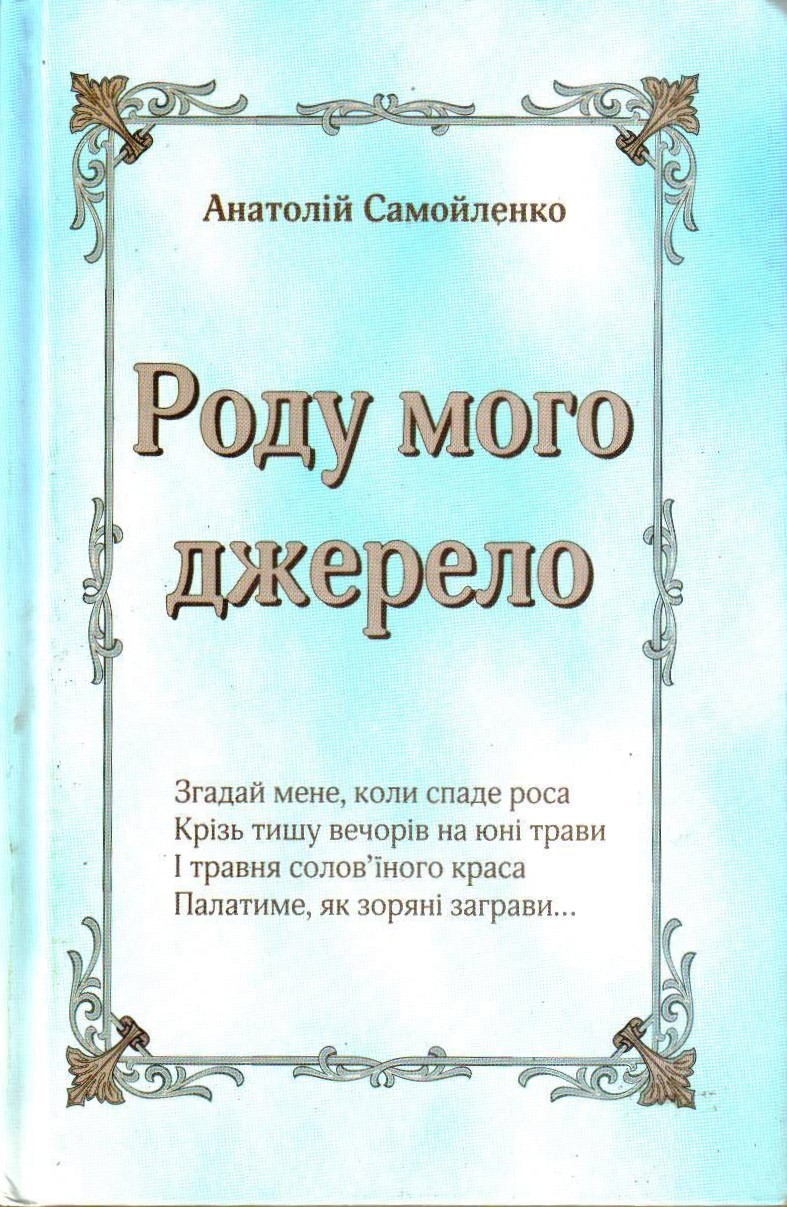 Анатолій Самойленко
Роду мого
джерело
Згадай мене, коли спаде роса
Крізь тишу вечорів на юні трави
І травня солов'їного краса
Палатиме, як зоряні заграви...